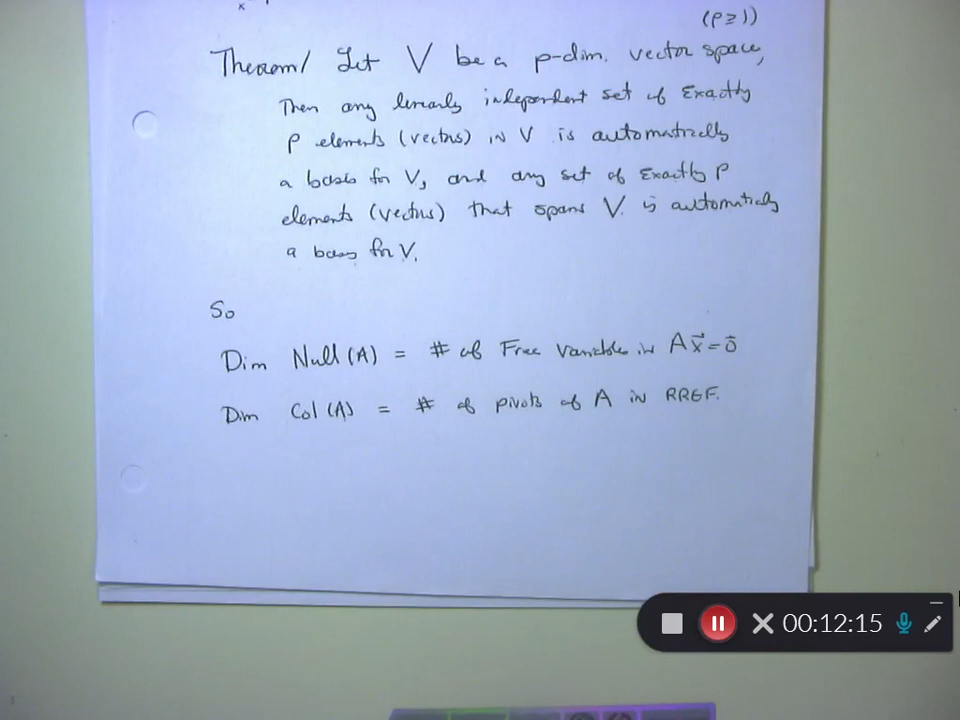 (p ≥ 1)
Theorem/ Let V be a p-dim. vector space,
Then any linearly independent set of Exactly
p elements (vectors) in V is automatically
a basis for V, and any set of Exactly p
elements (vectors) that spans V. is automatically
a basis for V.
So
Dim Null(A) = # of Free Variables in Ax⃗=0⃗
Dim Col(A) = # of pivots of A in RREF.
00:12:15